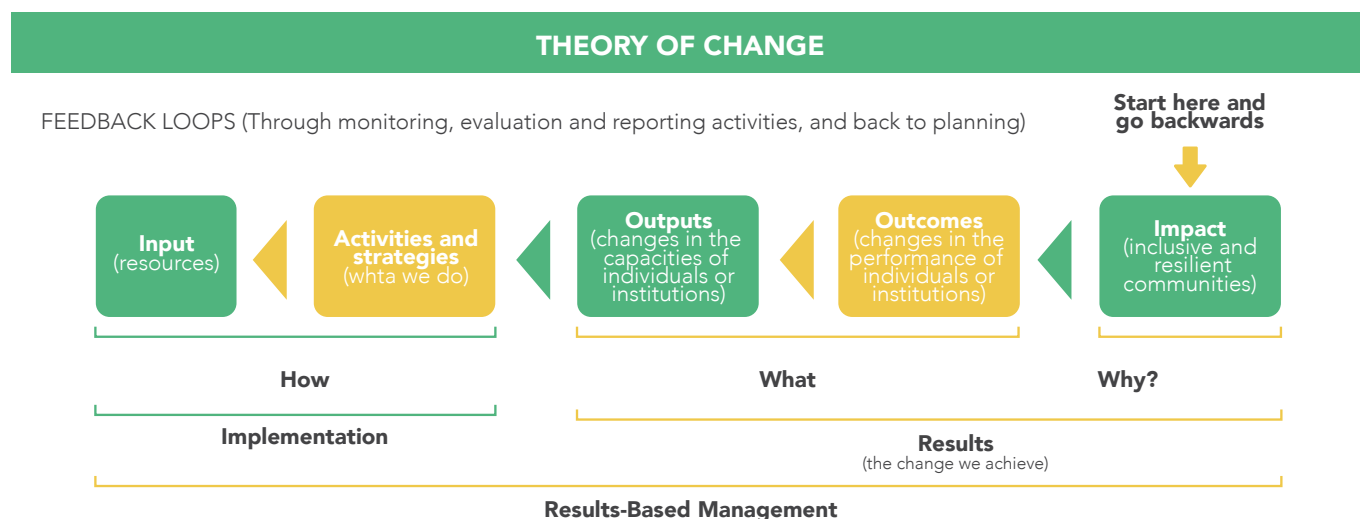 THEORY OF CHANGE
FEEDBACK LOOPS (Through monitoring, evaluation and reporting activities, and back to planning)
Start here and
go backwards
Input
(resources)
Activities and
strategies
(whta we do)
Outputs
(changes in the
capacities of
individuals or
institutions)
Outcomes
(changes in the
performance of
individuals or
institutions)
Impact
(inclusive and
resilient
communities)
How
What
Why?
Implementation
Results
(the change we achieve)
Results-Based Management